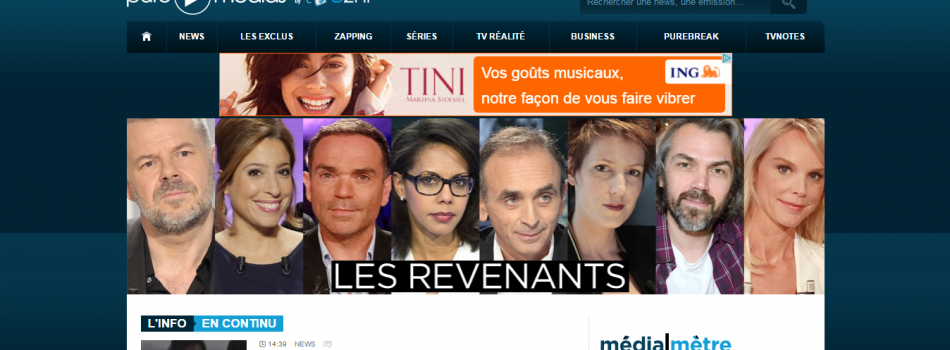 pure médias by ozap
Rechercher une news, une émission...
NEWS LES EXCLUS ZAPPING SÉRIES TV RÉALITÉ BUSINESS PUREBREAK TVNOTES
TINI
MARTINA STOESSEL
Vos goûts musicaux,
notre façon de vous faire vibrer
ING
LES REVENANTS
L'INFO EN CONTINU
14:39 NEWS
médialmètre